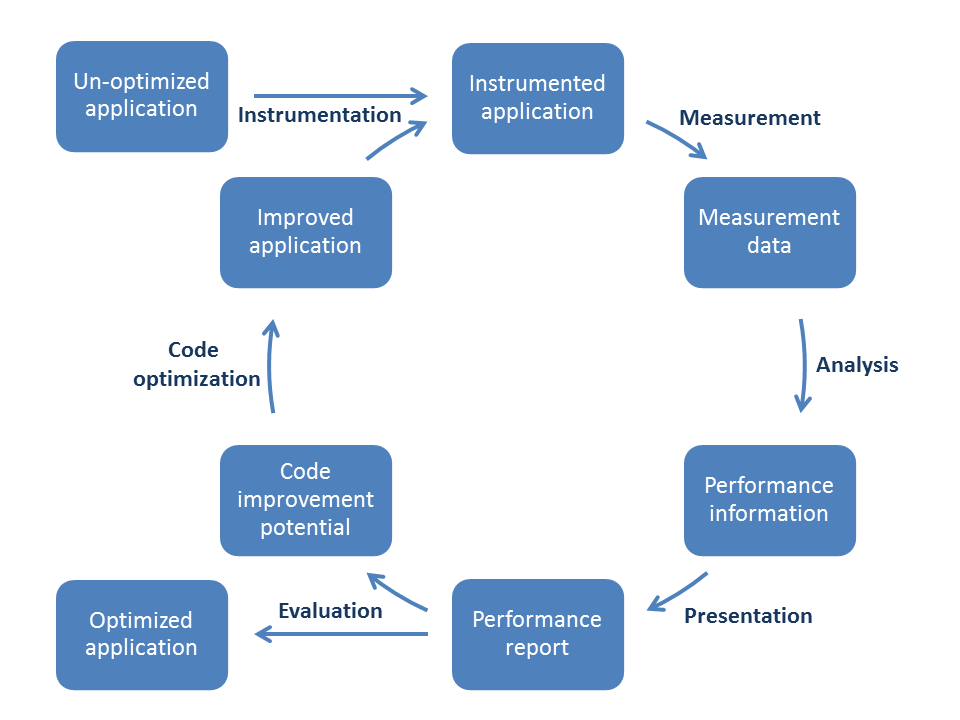 Un-optimized
application
Instrumentation
Instrumented
application
Measurement
Improved
application
Measurement
data
Code
optimization
Analysis
Code
improvement
potential
Performance
information
Evaluation
Presentation
Optimized
application
Performance
report